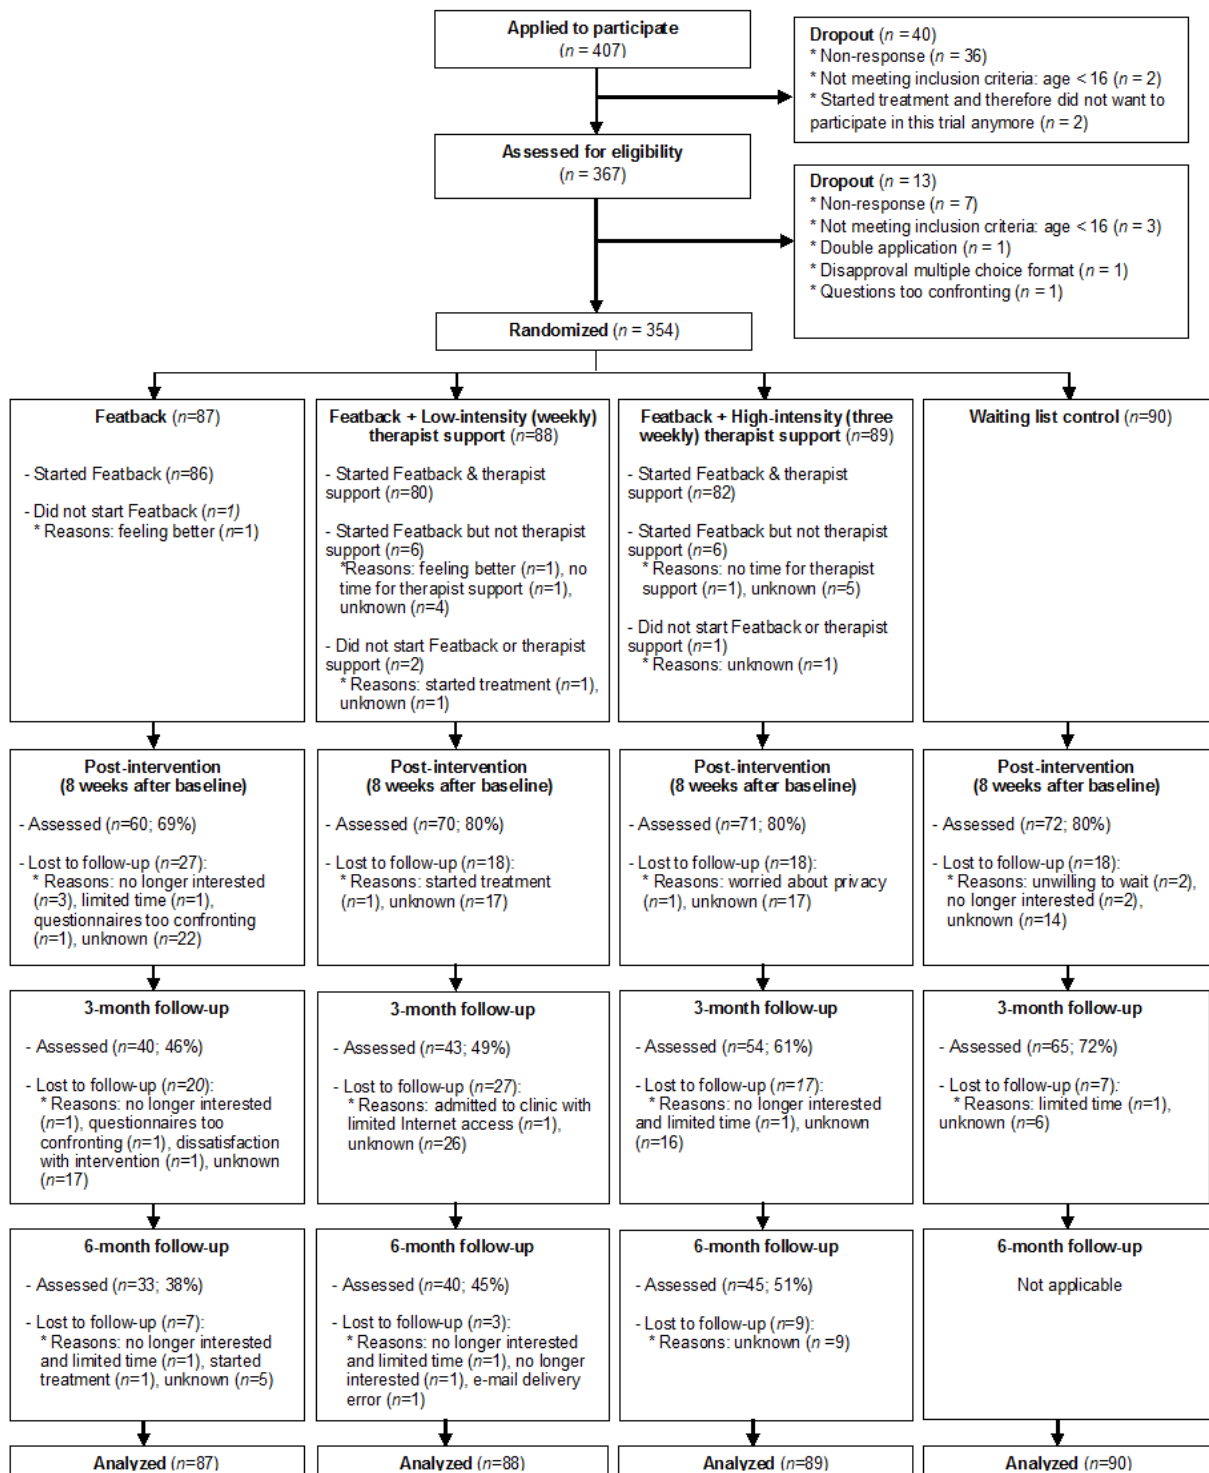 Applied to participate
(n = 407)
Dropout (n = 40)
* Non-response (n = 36)
* Not meeting inclusion criteria: age < 16 (n = 2)
* Started treatment and therefore did not want to
participate in this trial anymore (n = 2)
Assessed for eligibility
(n = 367)
Dropout (n = 13)
* Non-response (n = 7)
* Not meeting inclusion criteria: age < 16 (n = 3)
* Double application (n = 1)
* Disapproval multiple choice format (n = 1)
* Questions too confronting (n = 1)
Randomized (n = 354)
Featback (n=87)
- Started Featback (n=86)
- Did not start Featback (n=1)
* Reasons: feeling better (n=1)
Featback + Low-intensity (weekly)
therapist support (n=88)
- Started Featback & therapist
support (n=80)
- Started Featback but not therapist
support (n=6)
*Reasons: feeling better (n=1), no
time for therapist support (n=1),
unknown (n=4)
- Did not start Featback or therapist
support (n=2)
* Reasons: started treatment (n=1),
unknown (n=1)
Featback + High-intensity (three
weekly) therapist support (n=89)
- Started Featback & therapist
support (n=82)
- Started Featback but not therapist
support (n=6)
* Reasons: no time for therapist
support (n=1), unknown (n=5)
- Did not start Featback or therapist
support (n=1)
* Reasons: unknown (n=1)
Waiting list control (n=90)
Post-intervention
(8 weeks after baseline)
- Assessed (n=60; 69%)
- Lost to follow-up (n=27):
* Reasons: no longer interested
(n=3), limited time (n=1),
questionnaires too confronting
(n=1), unknown (n=22)
Post-intervention
(8 weeks after baseline)
- Assessed (n=70; 80%)
- Lost to follow-up (n=18):
* Reasons: started treatment
(n=1), unknown (n=17)
Post-intervention
(8 weeks after baseline)
- Assessed (n=71; 80%)
- Lost to follow-up (n=18):
* Reasons: worried about privacy
(n=1), unknown (n=17)
Post-intervention
(8 weeks after baseline)
- Assessed (n=72; 80%)
- Lost to follow-up (n=18):
* Reasons: unwilling to wait (n=2),
no longer interested (n=2),
unknown (n=14)
3-month follow-up
- Assessed (n=40; 46%)
- Lost to follow-up (n=20):
* Reasons: no longer interested
(n=1), questionnaires too
confronting (n=1), dissatisfaction
with intervention (n=1), unknown
(n=17)
3-month follow-up
- Assessed (n=43; 49%)
- Lost to follow-up (n=27):
* Reasons: admitted to clinic with
limited Internet access (n=1),
unknown (n=26)
3-month follow-up
- Assessed (n=54; 61%)
- Lost to follow-up (n=17):
* Reasons: no longer interested
and limited time (n=1), unknown
(n=16)
3-month follow-up
- Assessed (n=65; 72%)
- Lost to follow-up (n=7):
* Reasons: limited time (n=1),
unknown (n=6)
6-month follow-up
- Assessed (n=33; 38%)
- Lost to follow-up (n=7):
* Reasons: no longer interested
and limited time (n=1), started
treatment (n=1), unknown (n=5)
6-month follow-up
- Assessed (n=40; 45%)
- Lost to follow-up (n=3):
* Reasons: no longer interested
and limited time (n=1), no longer
interested (n=1), e-mail delivery
error (n=1)
6-month follow-up
- Assessed (n=45; 51%)
- Lost to follow-up (n=9):
* Reasons: unknown (n =9)
6-month follow-up
Not applicable
Analyzed (n=87)
Analyzed (n=88)
Analyzed (n=89)
Analyzed (n=90)